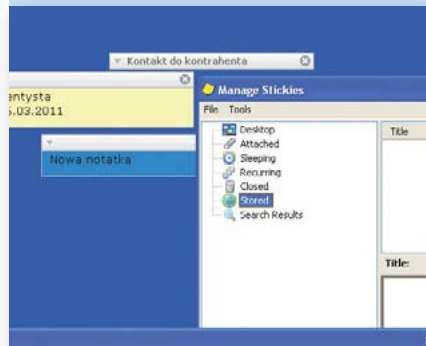 Kontakt do kontrahenta
entysta
.03.2011
Nowa notatka
Manage Stickies
File Tools
Desktop
Attached
Sleeping
Recurring
Closed
Stored
Search Results
Title
Title: